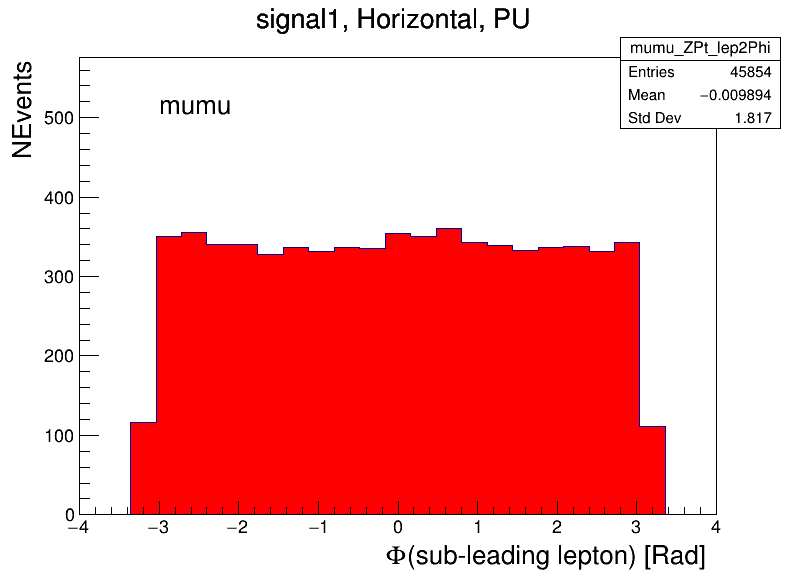 signal1, Horizontal, PU
mumu_ZPt_lep2Phi
Entries 45854
Mean −0.009894
Std Dev 1.817
NEvents
mumu
500
400
300
200
100
0
−4 −3 −2 −1 0 1 2 3 4
Φ(sub-leading lepton) [Rad]